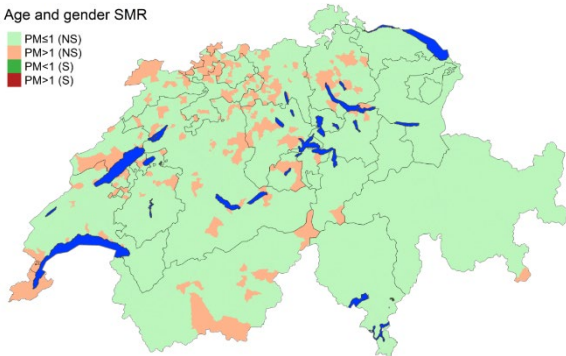 Age and gender SMR
PM≤1 (NS)
PM>1 (NS)
PM<1 (S)
PM>1 (S)